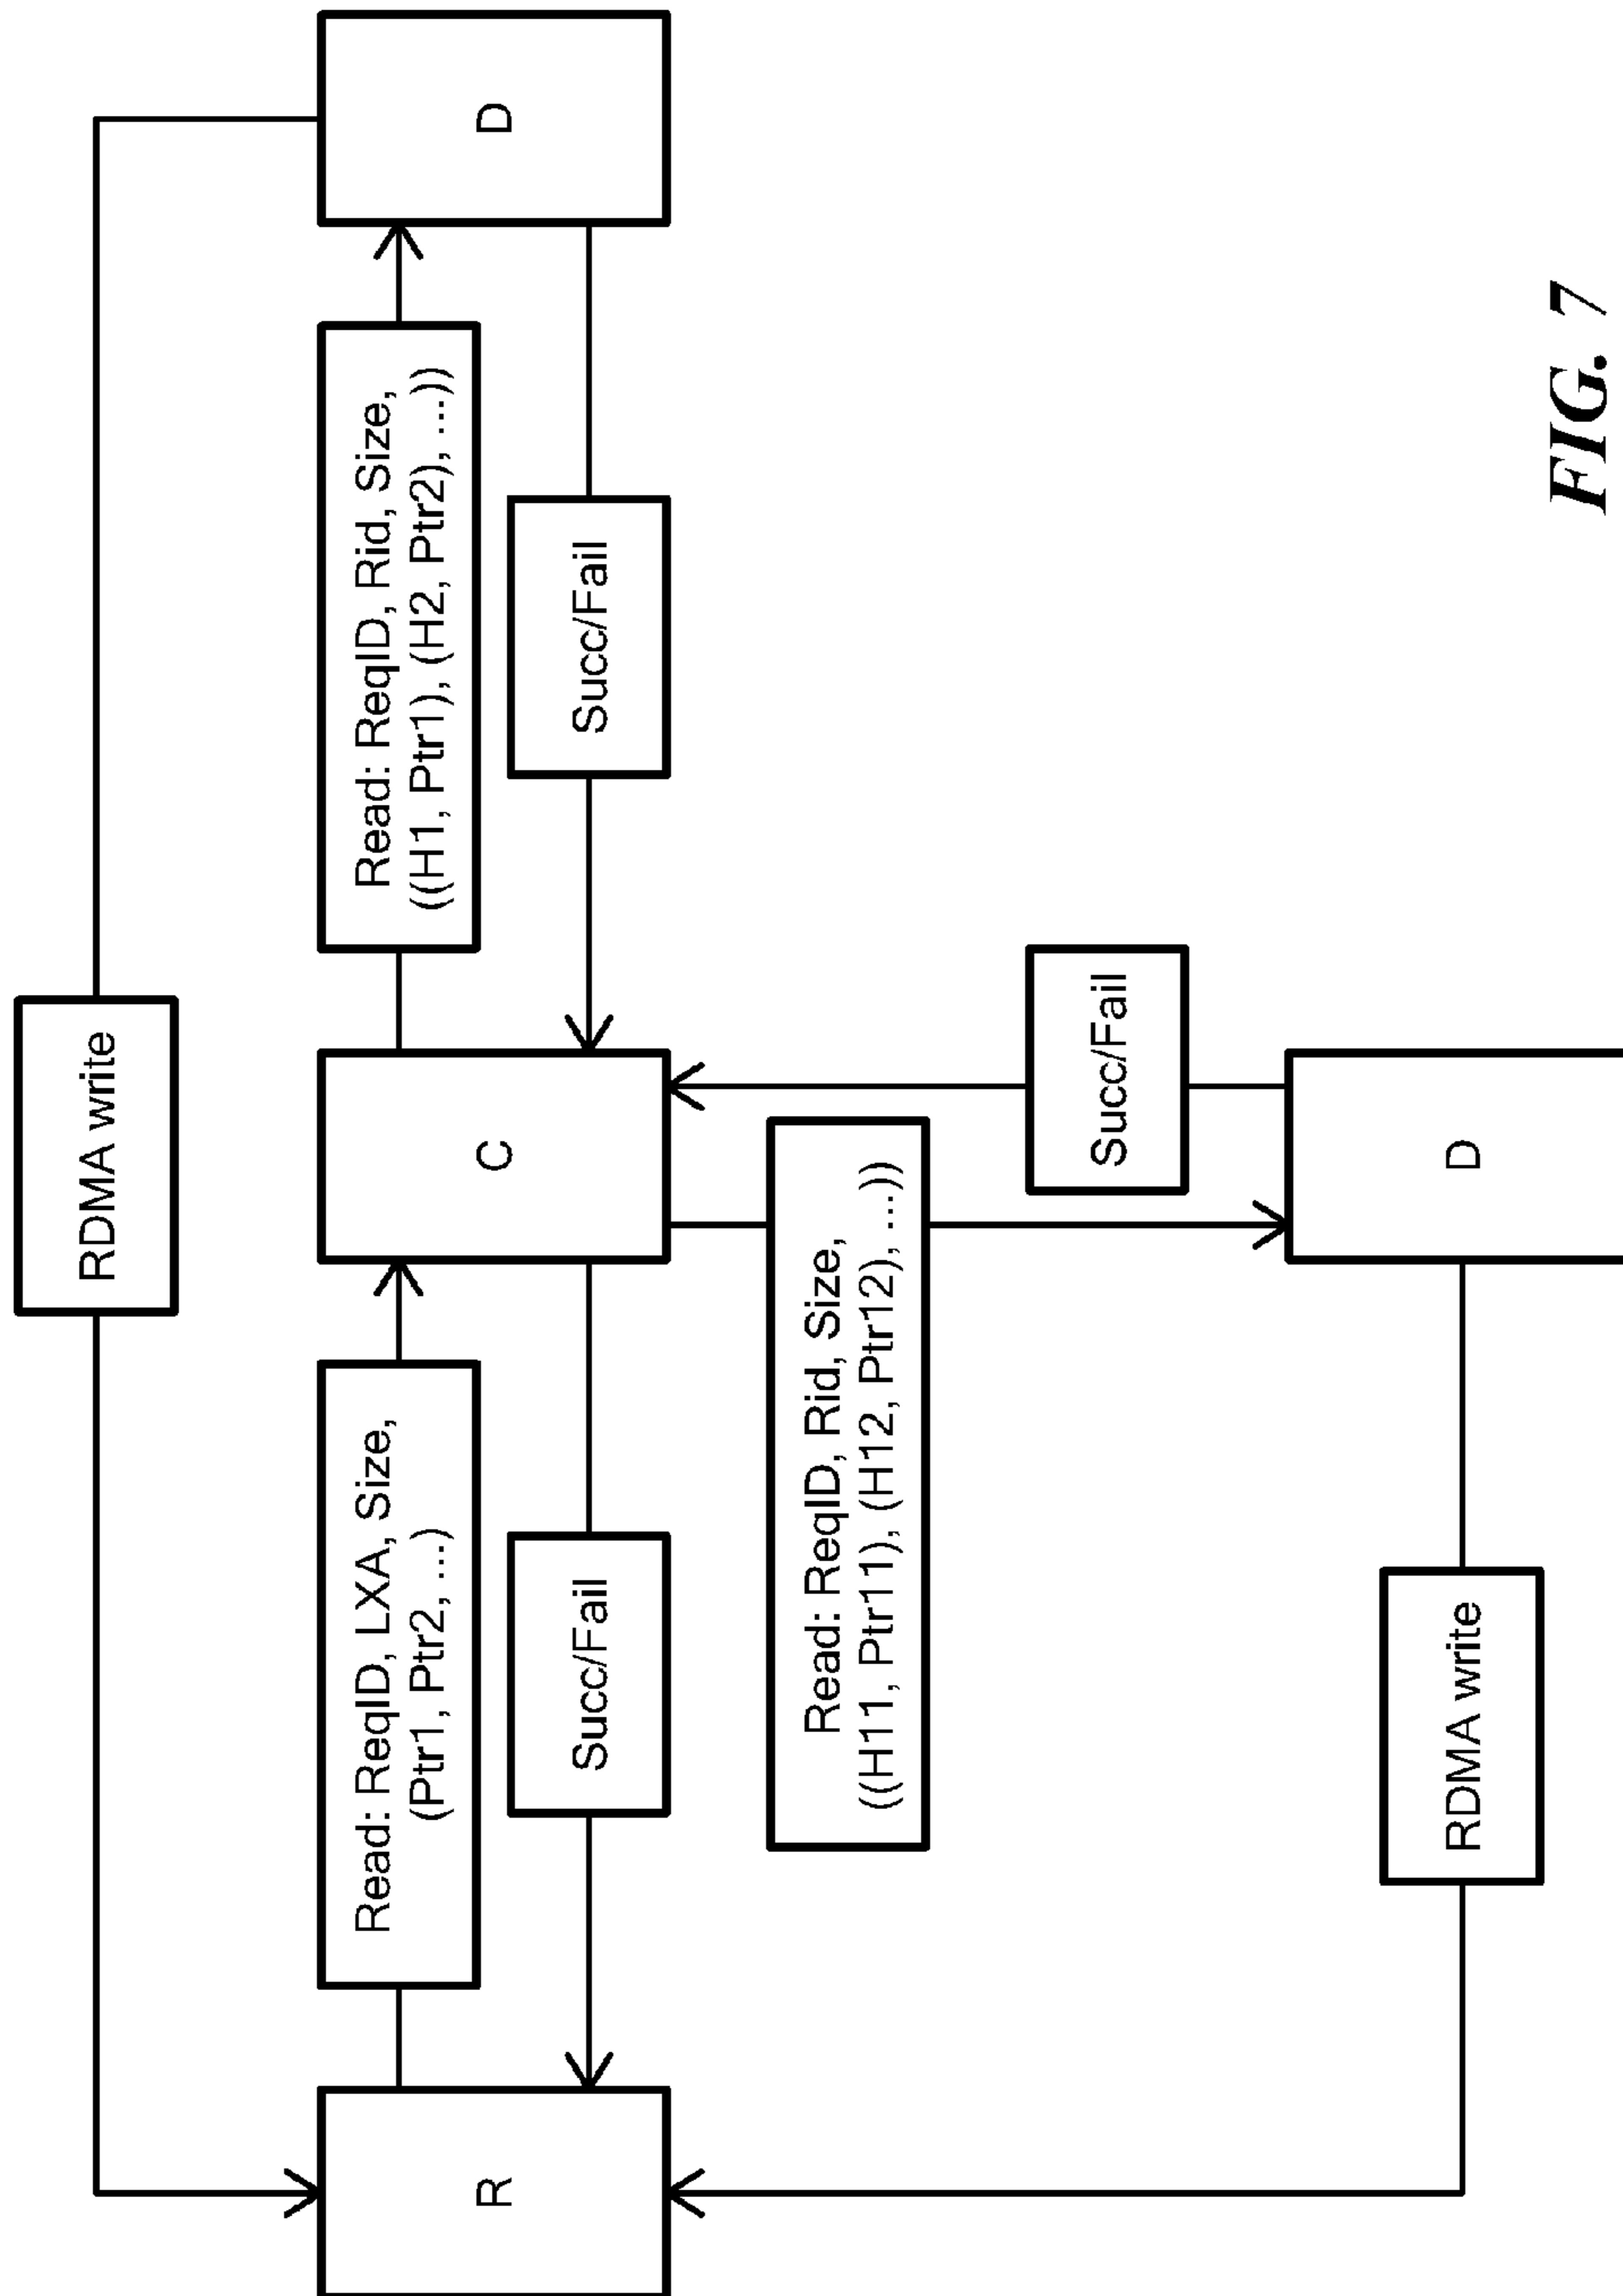 RDMA write
Read: ReqID, LXA, Size,
(Ptr1, Ptr2, ...)
Read: ReqID, Rid, Size,
((H1, Ptr1), (H2, Ptr2), ...))
R
C
D
Succ/Fail
Succ/Fail
Read: ReqID, Rid, Size,
((H11, Ptr11), (H12, Ptr12), ...))
Succ/Fail
RDMA write
D
FIG. 7